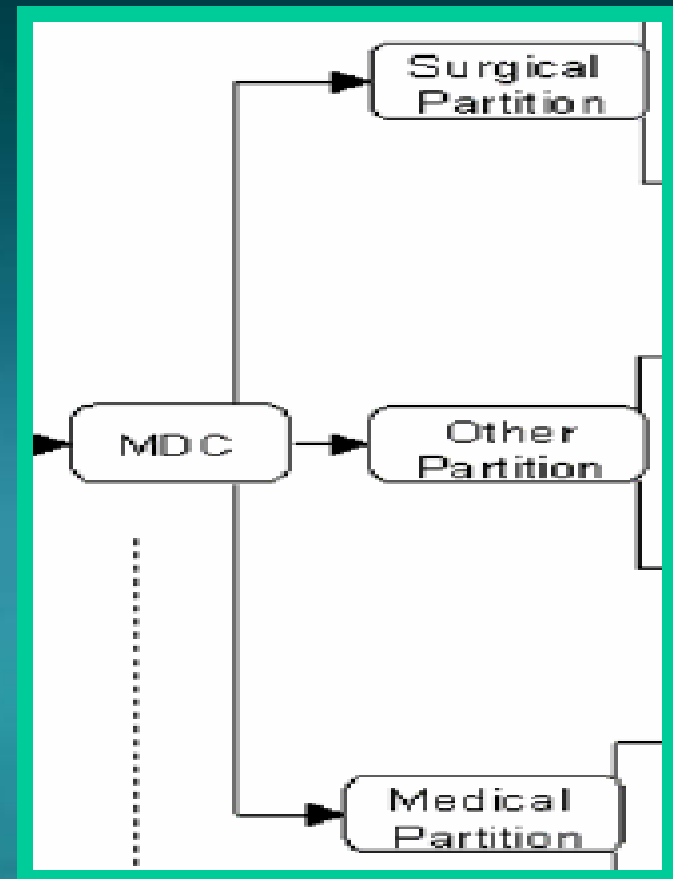 Surgical
Partition
MDC
Other
Partition
Medical
Partition